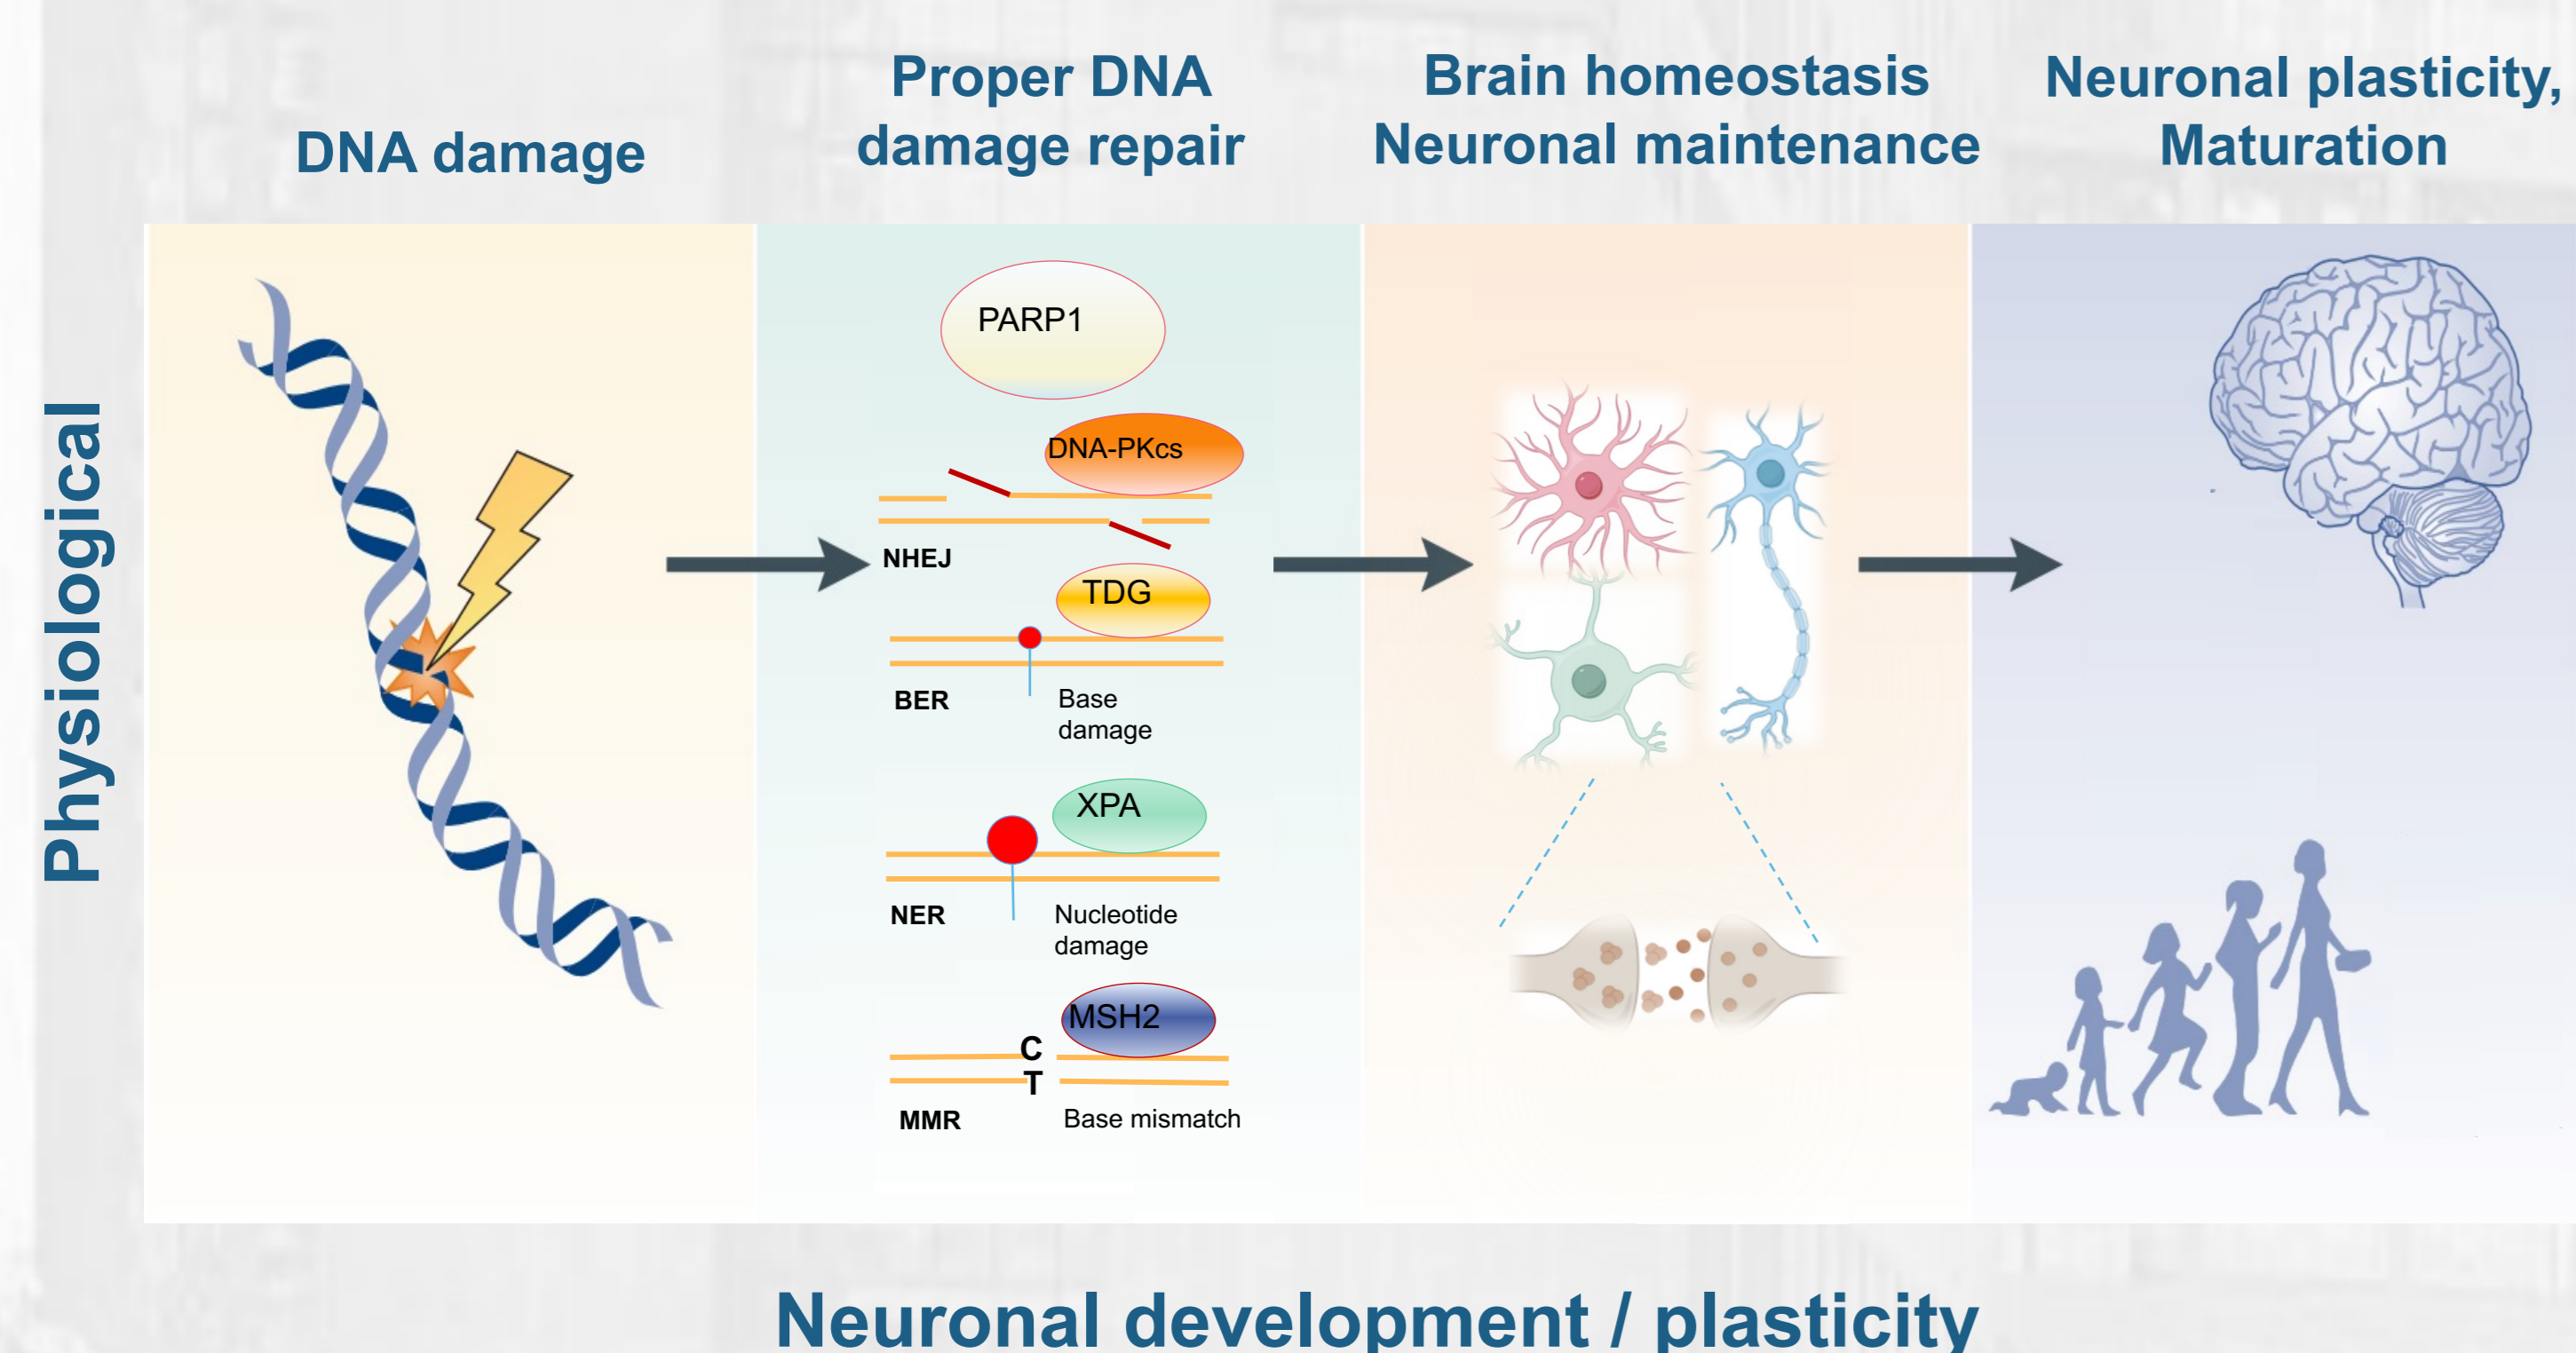 DNA damage
Proper DNA
damage repair
Brain homeostasis
Neuronal maintenance
Neuronal plasticity,
Maturation
Physiological
PARP1
DNA-PKcs
NHEJ
TDG
BER
Base
damage
XPA
NER
Nucleotide
damage
MSH2
C
T
MMR
Base mismatch
Neuronal development / plasticity